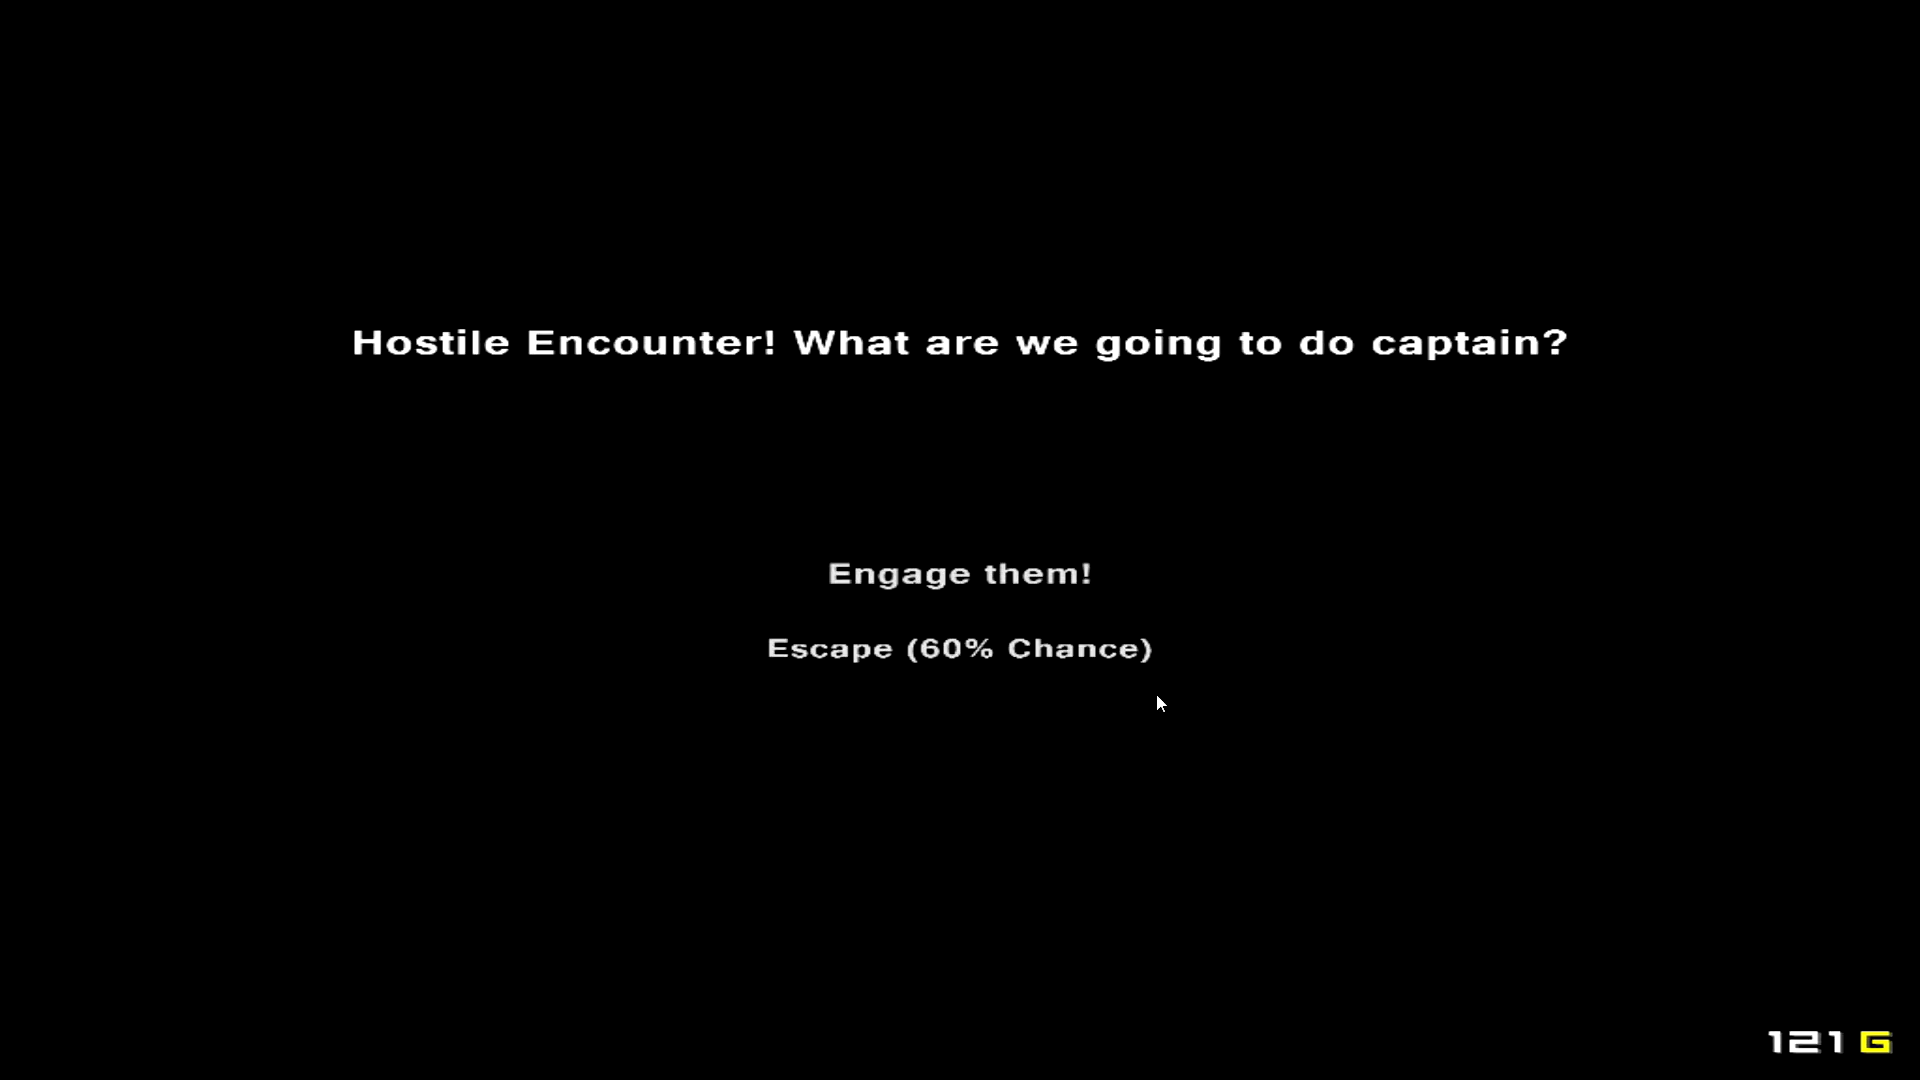 Hostile Encounter! What are we going to do captain?
Engage them!
Escape (60% Chance)
121 G